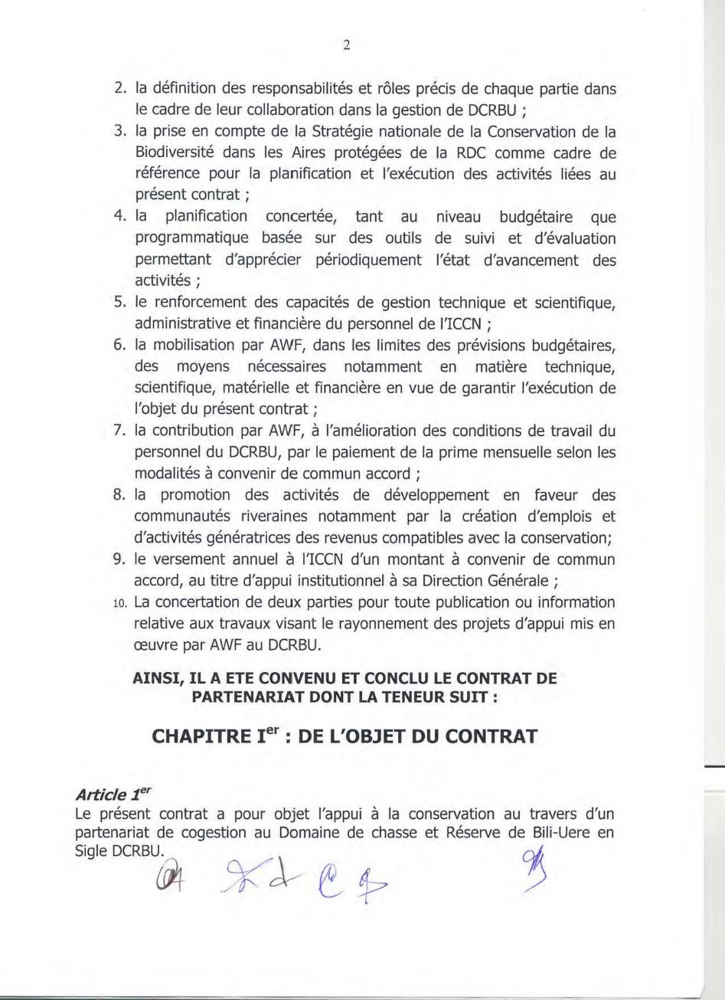 2
2. la définition des responsabilités et rôles précis de chaque partie dans
le cadre de leur collaboration dans la gestion de DCRBU ;
3. la prise en compte de la Stratégie nationale de la Conservation de la
Biodiversité dans les Aires protégées de la RDC comme cadre de
référence pour la planification et l'exécution des activités liées au
présent contrat ;
4. la planification concertée, tant au niveau budgétaire que
programmatique basée sur des outils de suivi et d'évaluation
permettant d'apprécier périodiquement l'état d'avancement des
activités ;
5. le renforcement des capacités de gestion technique et scientifique,
administrative et financière du personnel de l'ICCN ;
6. la mobilisation par AWF, dans les limites des prévisions budgétaires,
des moyens nécessaires notamment en matière technique,
scientifique, matérielle et financière en vue de garantir l'exécution de
l'objet du présent contrat ;
7. la contribution par AWF, à l'amélioration des conditions de travail du
personnel du DCRBU, par le paiement de la prime mensuelle selon les
modalités à convenir de commun accord ;
8. la promotion des activités de développement en faveur des
communautés riveraines notamment par la création d'emplois et
d'activités génératrices des revenus compatibles avec la conservation;
9. le versement annuel à l'ICCN d'un montant à convenir de commun
accord, au titre d'appui institutionnel à sa Direction Générale ;
10. La concertation de deux parties pour toute publication ou information
relative aux travaux visant le rayonnement des projets d'appui mis en
œuvre par AWF au DCRBU.
AINSI, IL A ETE CONVENU ET CONCLU LE CONTRAT DE
PARTENARIAT DONT LA TENEUR SUIT :
CHAPITRE Ier : DE L'OBJET DU CONTRAT
Article 1er
Le présent contrat a pour objet l'appui à la conservation au travers d'un
partenariat de cogestion au Domaine de chasse et Réserve de Bili-Uere en
Sigle DCRBU.